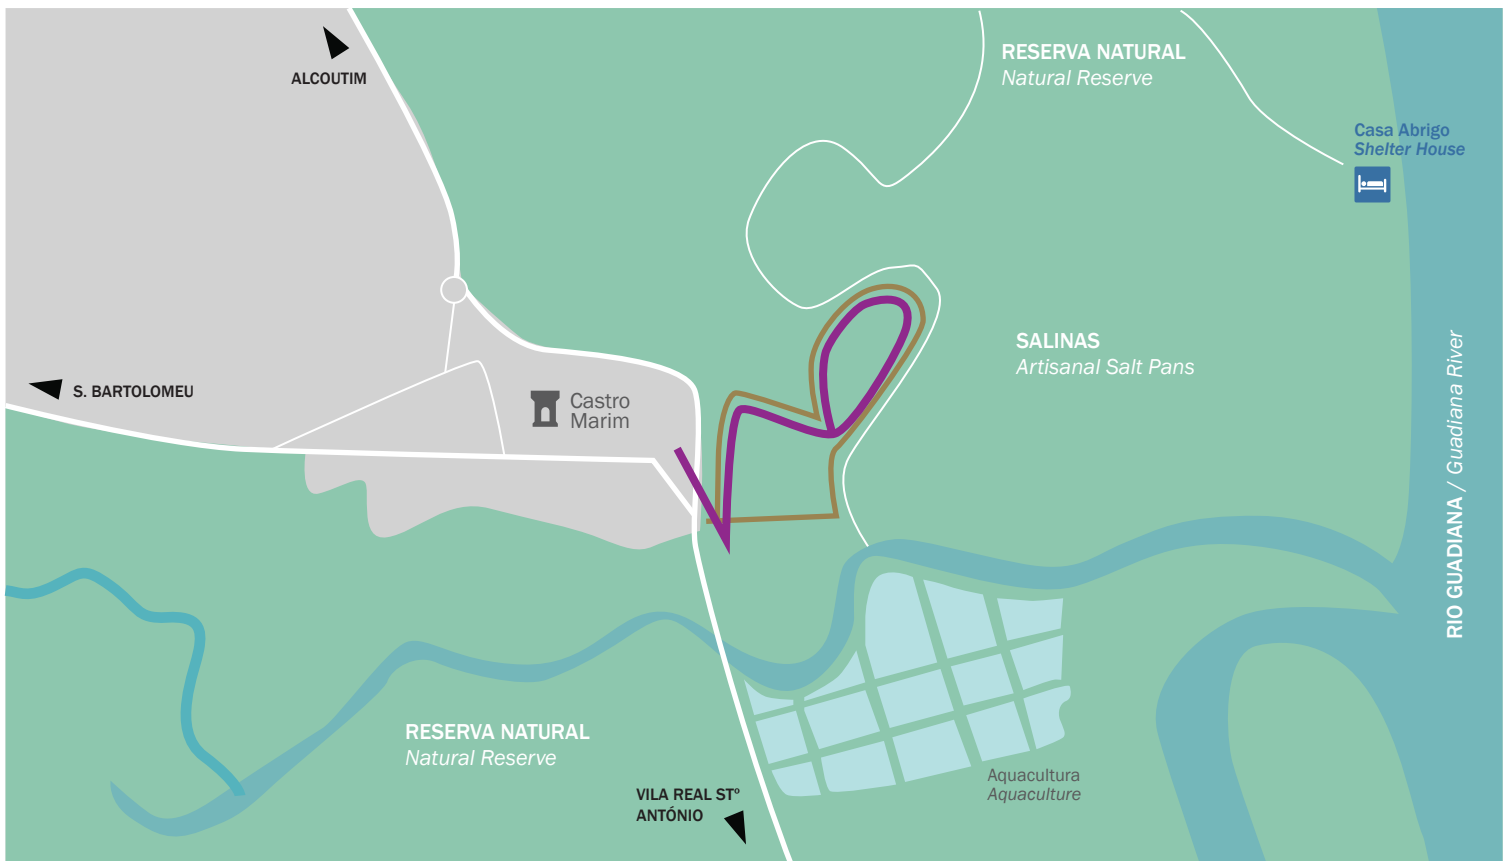 ALCOUTIM
RESERVA NATURAL
Natural Reserve
Casa Abrigo
Shelter House
SALINAS
Artisanal Salt Pans
S. BARTOLOMEU
Castro
Marim
RIO GUADIANA / Guadiana River
RESERVA NATURAL
Natural Reserve
VILA REAL STº
ANTÓNIO
Aquacultura
Aquaculture